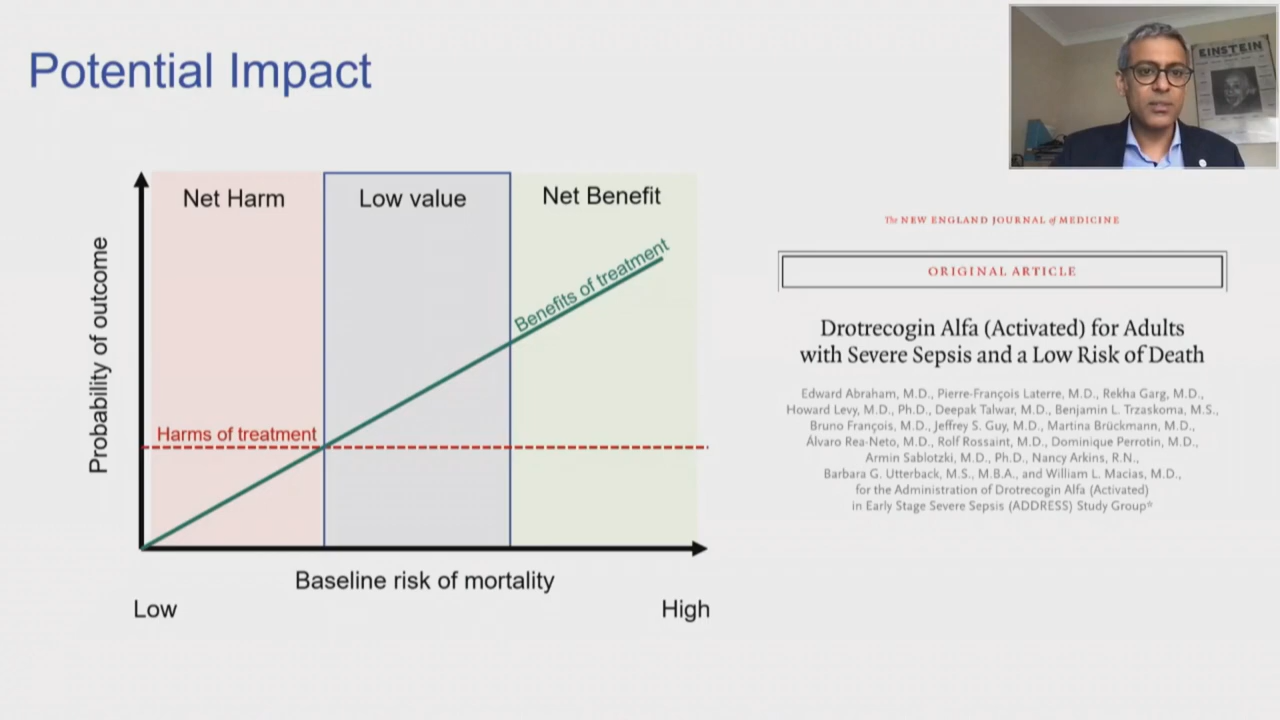 Potential Impact
EINSTEIN
Net Harm
Low value
Net Benefit
Benefits of treatment
Harms of treatment
Probability of outcome
Baseline risk of mortality
Low
High
The NEW ENGLAND JOURNAL of MEDICINE
ORIGINAL ARTICLE
Drotrecogin Alfa (Activated) for Adults
with Severe Sepsis and a Low Risk of Death
Edward Abraham, M.D., Pierre-François Laterre, M.D., Rekha Garg, M.D.,
Howard Levy, M.D., Ph.D., Deepak Talwar, M.D., Benjamin L. Trzaskoma, M.S.,
Bruno François, M.D., Jeffrey S. Guy, M.D., Martina Brückmann, M.D.,
Álvaro Rea-Neto, M.D., Rolf Rossaint, M.D., Dominique Perrotin, M.D.,
Armin Sablotzki, M.D., Ph.D., Nancy Arkins, R.N.,
Barbara G. Utterback, M.S., M.B.A., and William L. Macias, M.D.,
for the Administration of Drotrecogin Alfa (Activated)
in Early Stage Severe Sepsis (ADDRESS) Study Group*